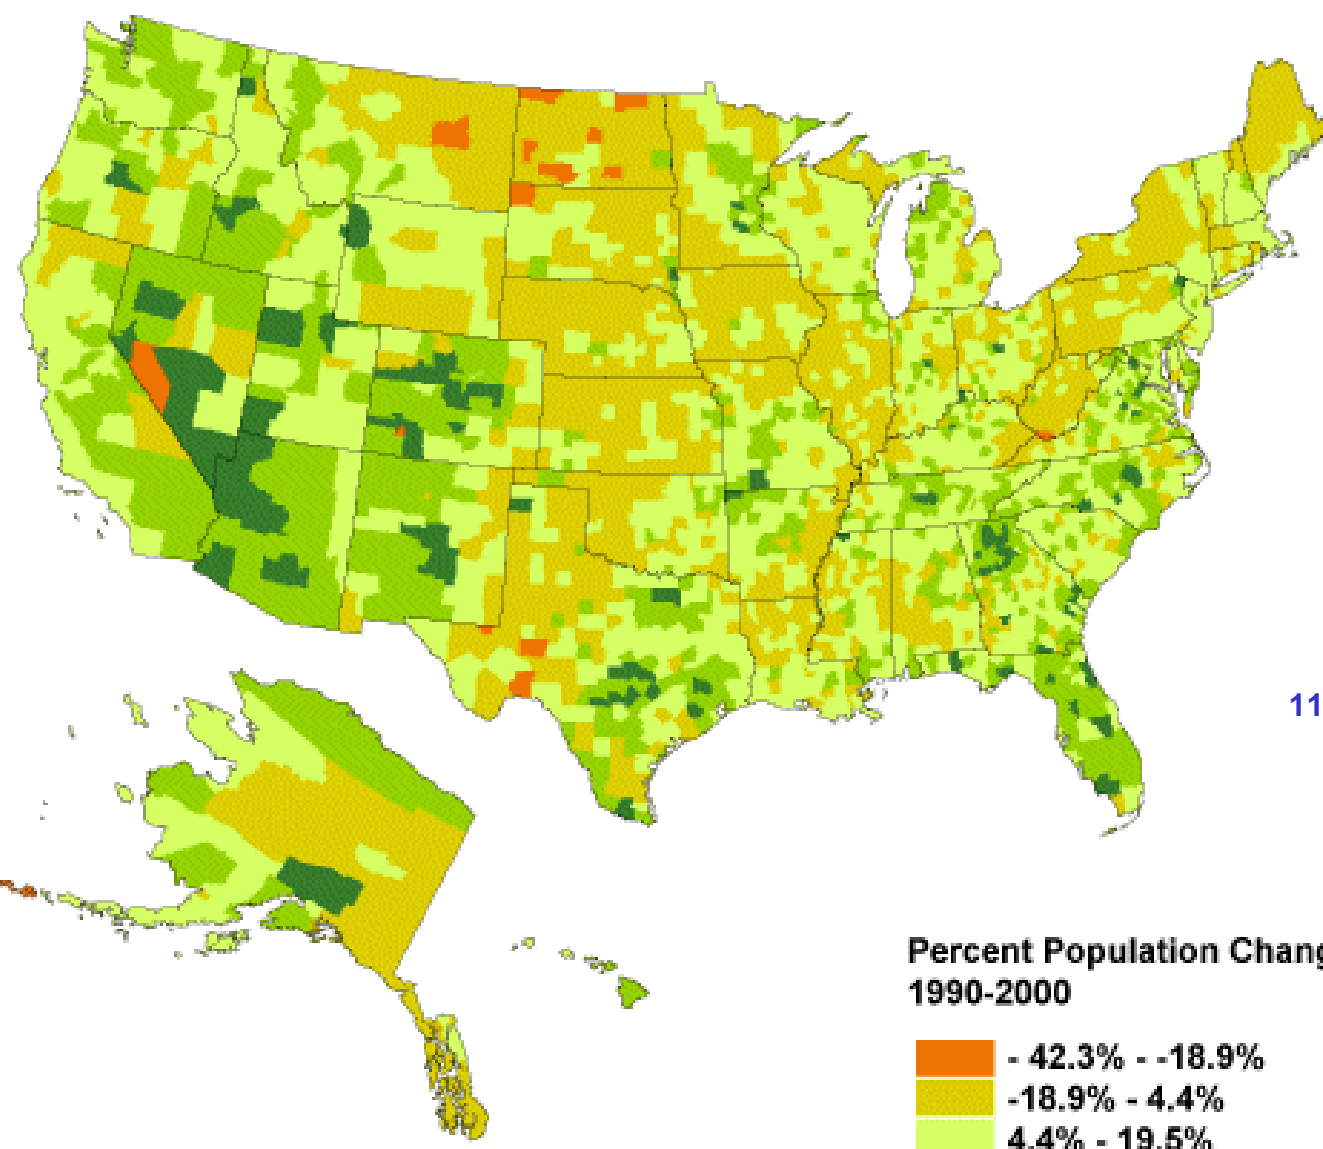 11
Percent Population Chang
1990-2000
- 42.3% - -18.9%
-18.9% - 4.4%
4.4% - 19.5%